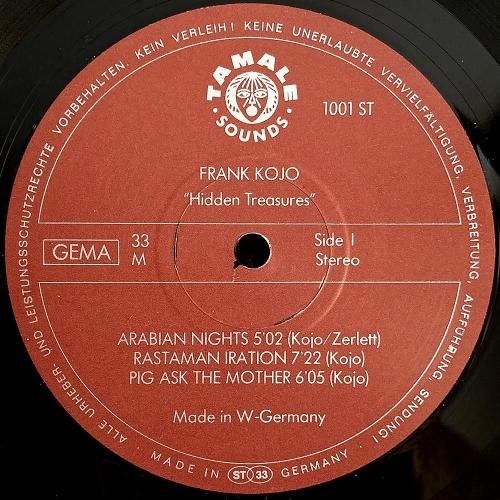 ALLE URHEBER- UND LEISTUNGSSCHUTZRECHTE VORBEHALTEN. KEIN VERLEIH! KEINE UNERLAUBTE VERVIELFÄLTIGUNG, VERBREITUNG, AUFFÜHRUNG, SENDUNG!
TAMALE
· SOUNDS ·
1001 ST
FRANK KOJO
"Hidden Treasures"
GEMA
33
M
Side 1
Stereo
ARABIAN NIGHTS 5'02 (Kojo/Zerlett)
RASTAMAN IRATION 7'22 (Kojo)
PIG ASK THE MOTHER 6'05 (Kojo)
Made in W-Germany
· MADE IN ST 33 GERMANY ·